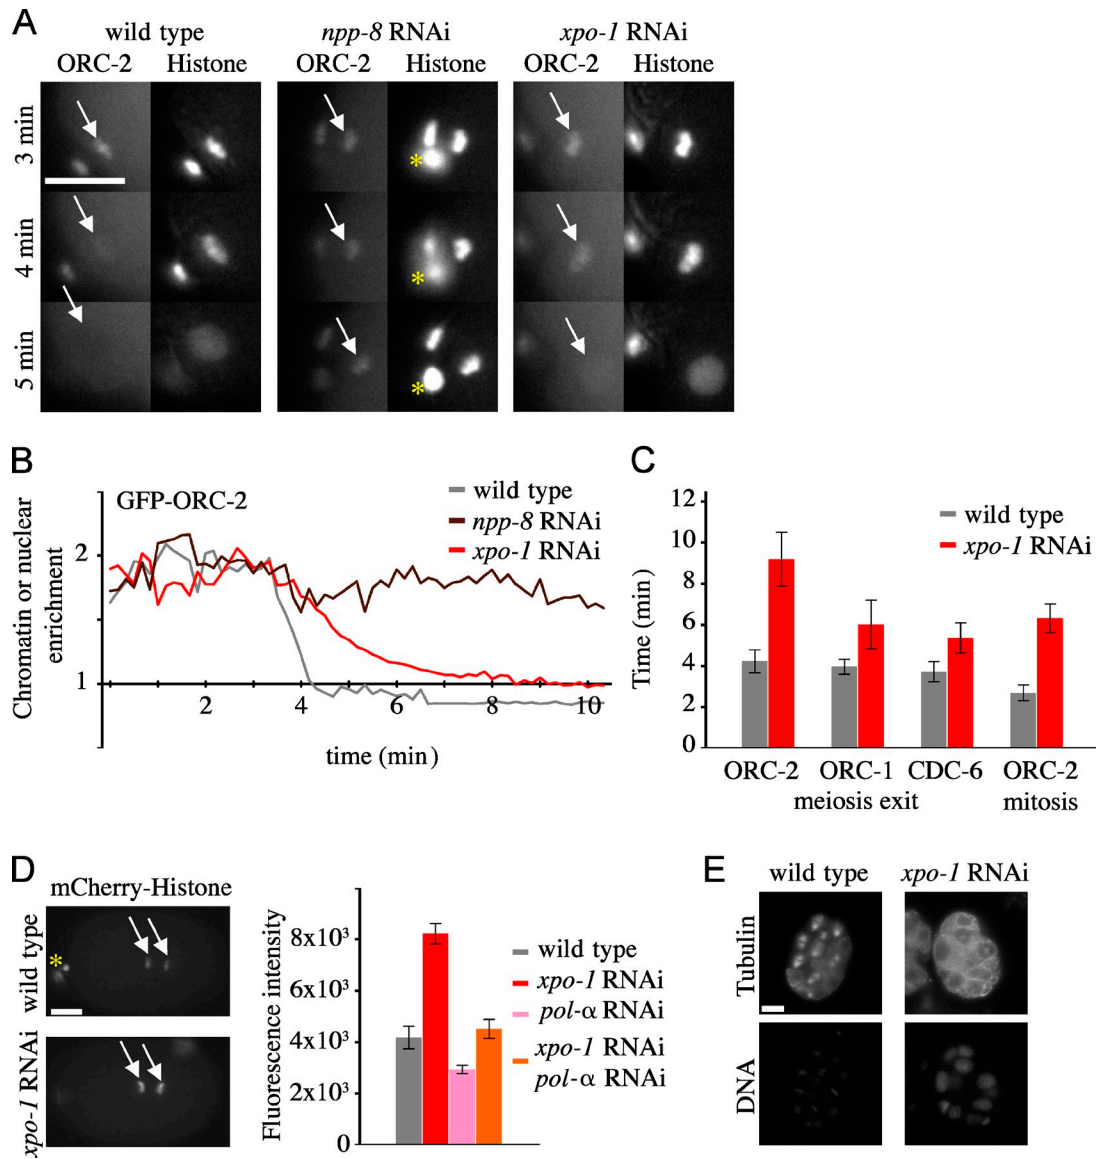 A
wild type
npp-8 RNAi
xpo-1 RNAi
ORC-2 Histone ORC-2 Histone ORC-2 Histone
3 min
*
4 min
*
5 min
*
B
GFP-ORC-2
wild type
npp-8 RNAi
xpo-1 RNAi
Chromatin or nuclear
enrichment
2
1
2 4 6 8 10
time (min)
C
wild type
xpo-1 RNAi
Time (min)
12
10
8
6
4
2
0
ORC-2 ORC-1 CDC-6 ORC-2
meiosis exit mitosis
D
mCherry-Histone
wild type
*
xpo-1 RNAi
Fluorescence intensity
8x10³
6x10³
4x10³
2x10³
0
wild type
xpo-1 RNAi
pol-α RNAi
xpo-1 RNAi
pol-α RNAi
E
wild type
xpo-1 RNAi
Tubulin
DNA